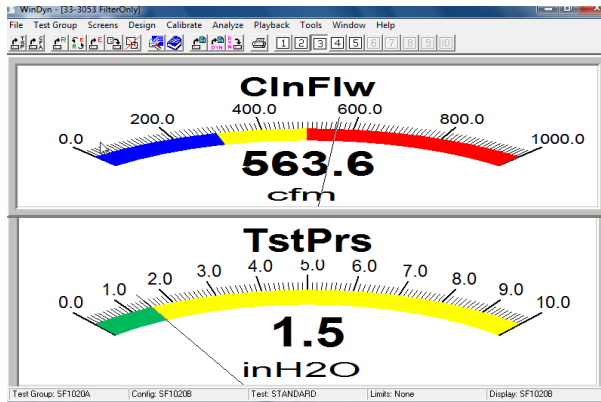 WinDyn - [33-3053 FilterOnly]
File Test Group Screens Design Calibrate Analyze Playback Tools Window Help
1 2 3 4 5 6 7 8 9 10
ClnFlw
0.0 200.0 400.0 600.0 800.0 1000.0
563.6
cfm
TstPrs
0.0 1.0 2.0 3.0 4.0 5.0 6.0 7.0 8.0 9.0 10.0
1.5
inH2O
Test Group: SF1020A Config: SF1020B Test: STANDARD Limits: None Display: SF1020B